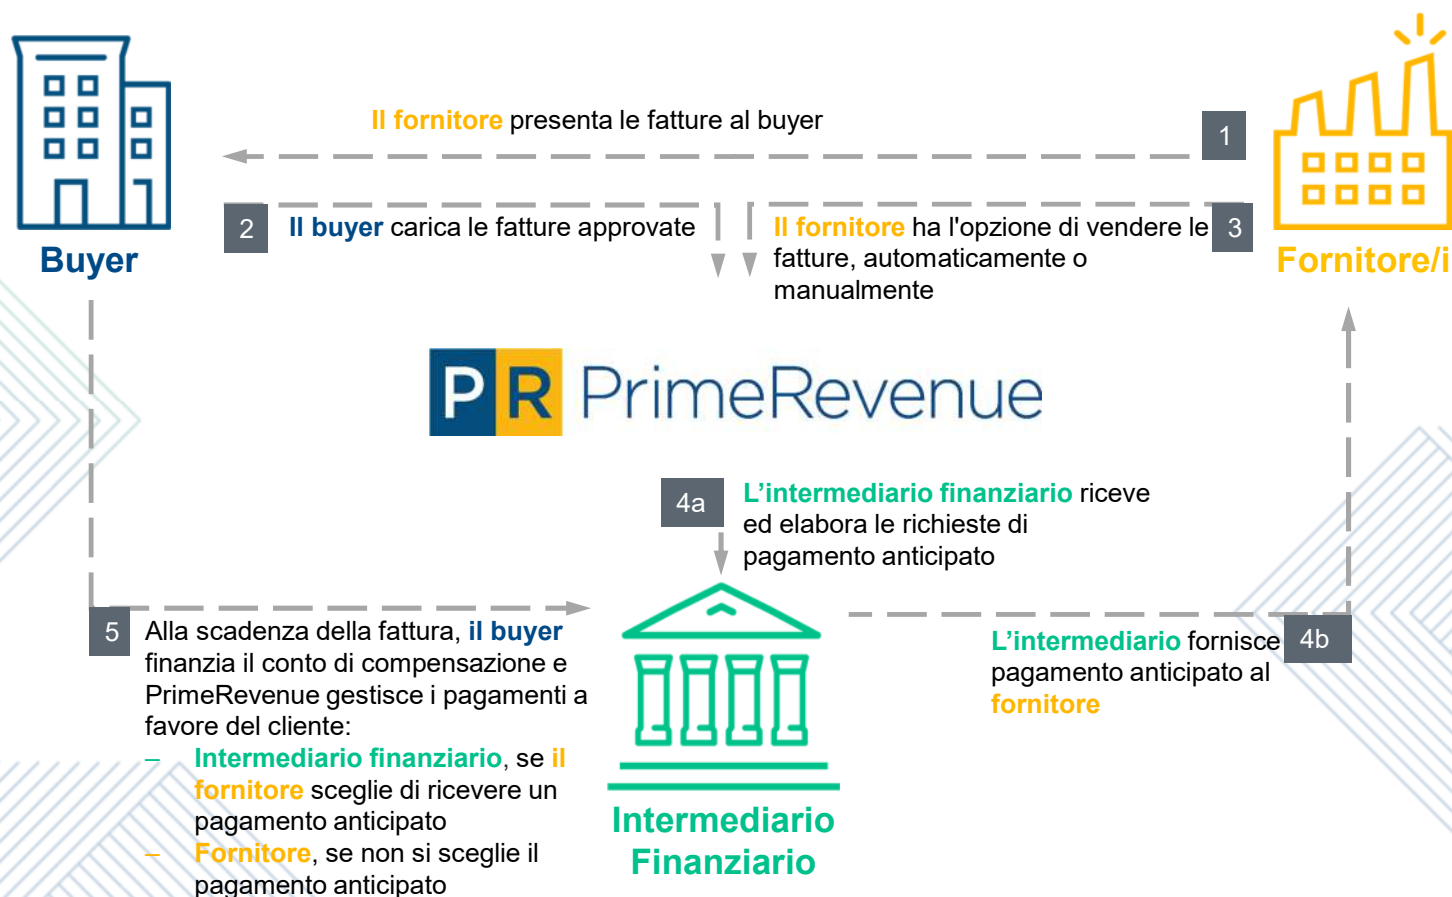 Il fornitore presenta le fatture al buyer
1
2
Il buyer carica le fatture approvate
Il fornitore ha l'opzione di vendere le
fatture, automaticamente o
manualmente
3
Buyer
Fornitore/i
PR PrimeRevenue
4a
L’intermediario finanziario riceve
ed elabora le richieste di
pagamento anticipato
5
Alla scadenza della fattura, il buyer
finanzia il conto di compensazione e
PrimeRevenue gestisce i pagamenti a
favore del cliente:
– Intermediario finanziario, se il
fornitore sceglie di ricevere un
pagamento anticipato
– Fornitore, se non si sceglie il
pagamento anticipato
L’intermediario fornisce
pagamento anticipato al
fornitore
4b
Intermediario
Finanziario